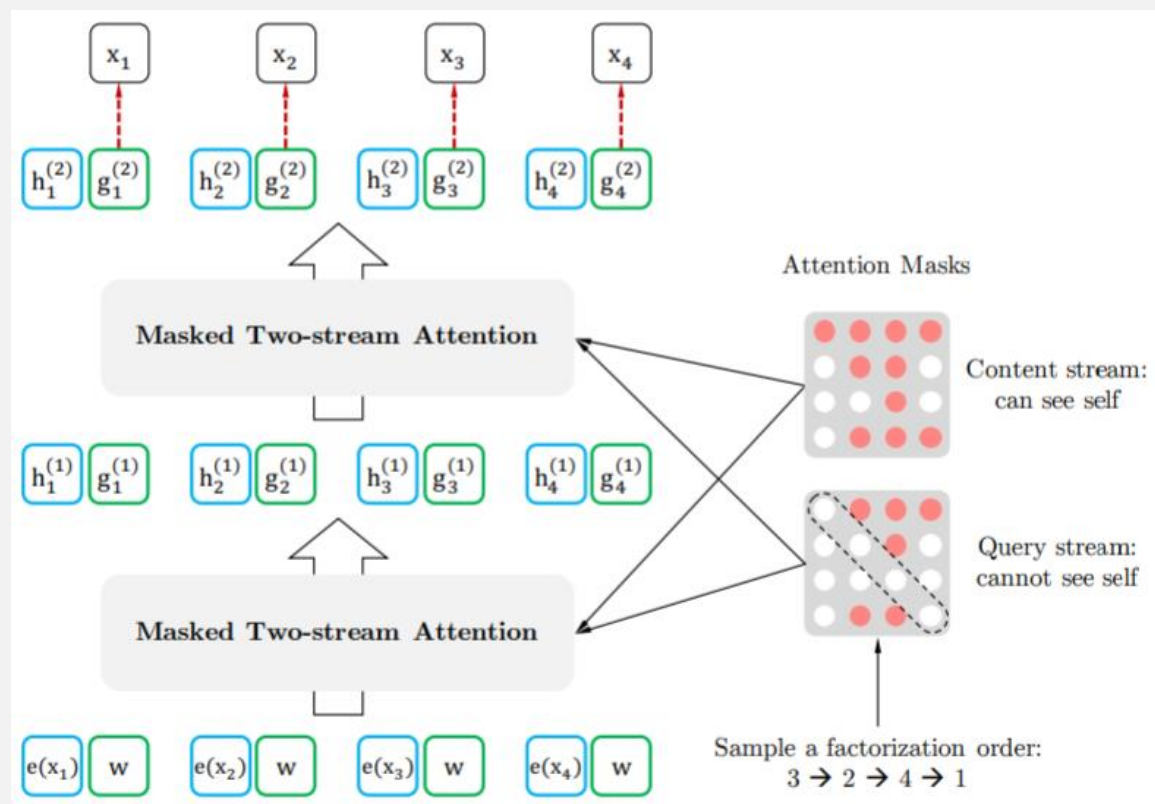 x₁ x₂ x₃ x₄
h₁⁽²⁾ g₁⁽²⁾ h₂⁽²⁾ g₂⁽²⁾ h₃⁽²⁾ g₃⁽²⁾ h₄⁽²⁾ g₄⁽²⁾
Attention Masks
Masked Two-stream Attention
Content stream:
can see self
h₁⁽¹⁾ g₁⁽¹⁾ h₂⁽¹⁾ g₂⁽¹⁾ h₃⁽¹⁾ g₃⁽¹⁾ h₄⁽¹⁾ g₄⁽¹⁾
Query stream:
cannot see self
Masked Two-stream Attention
Sample a factorization order:
3 → 2 → 4 → 1
e(x₁) w e(x₂) w e(x₃) w e(x₄) w